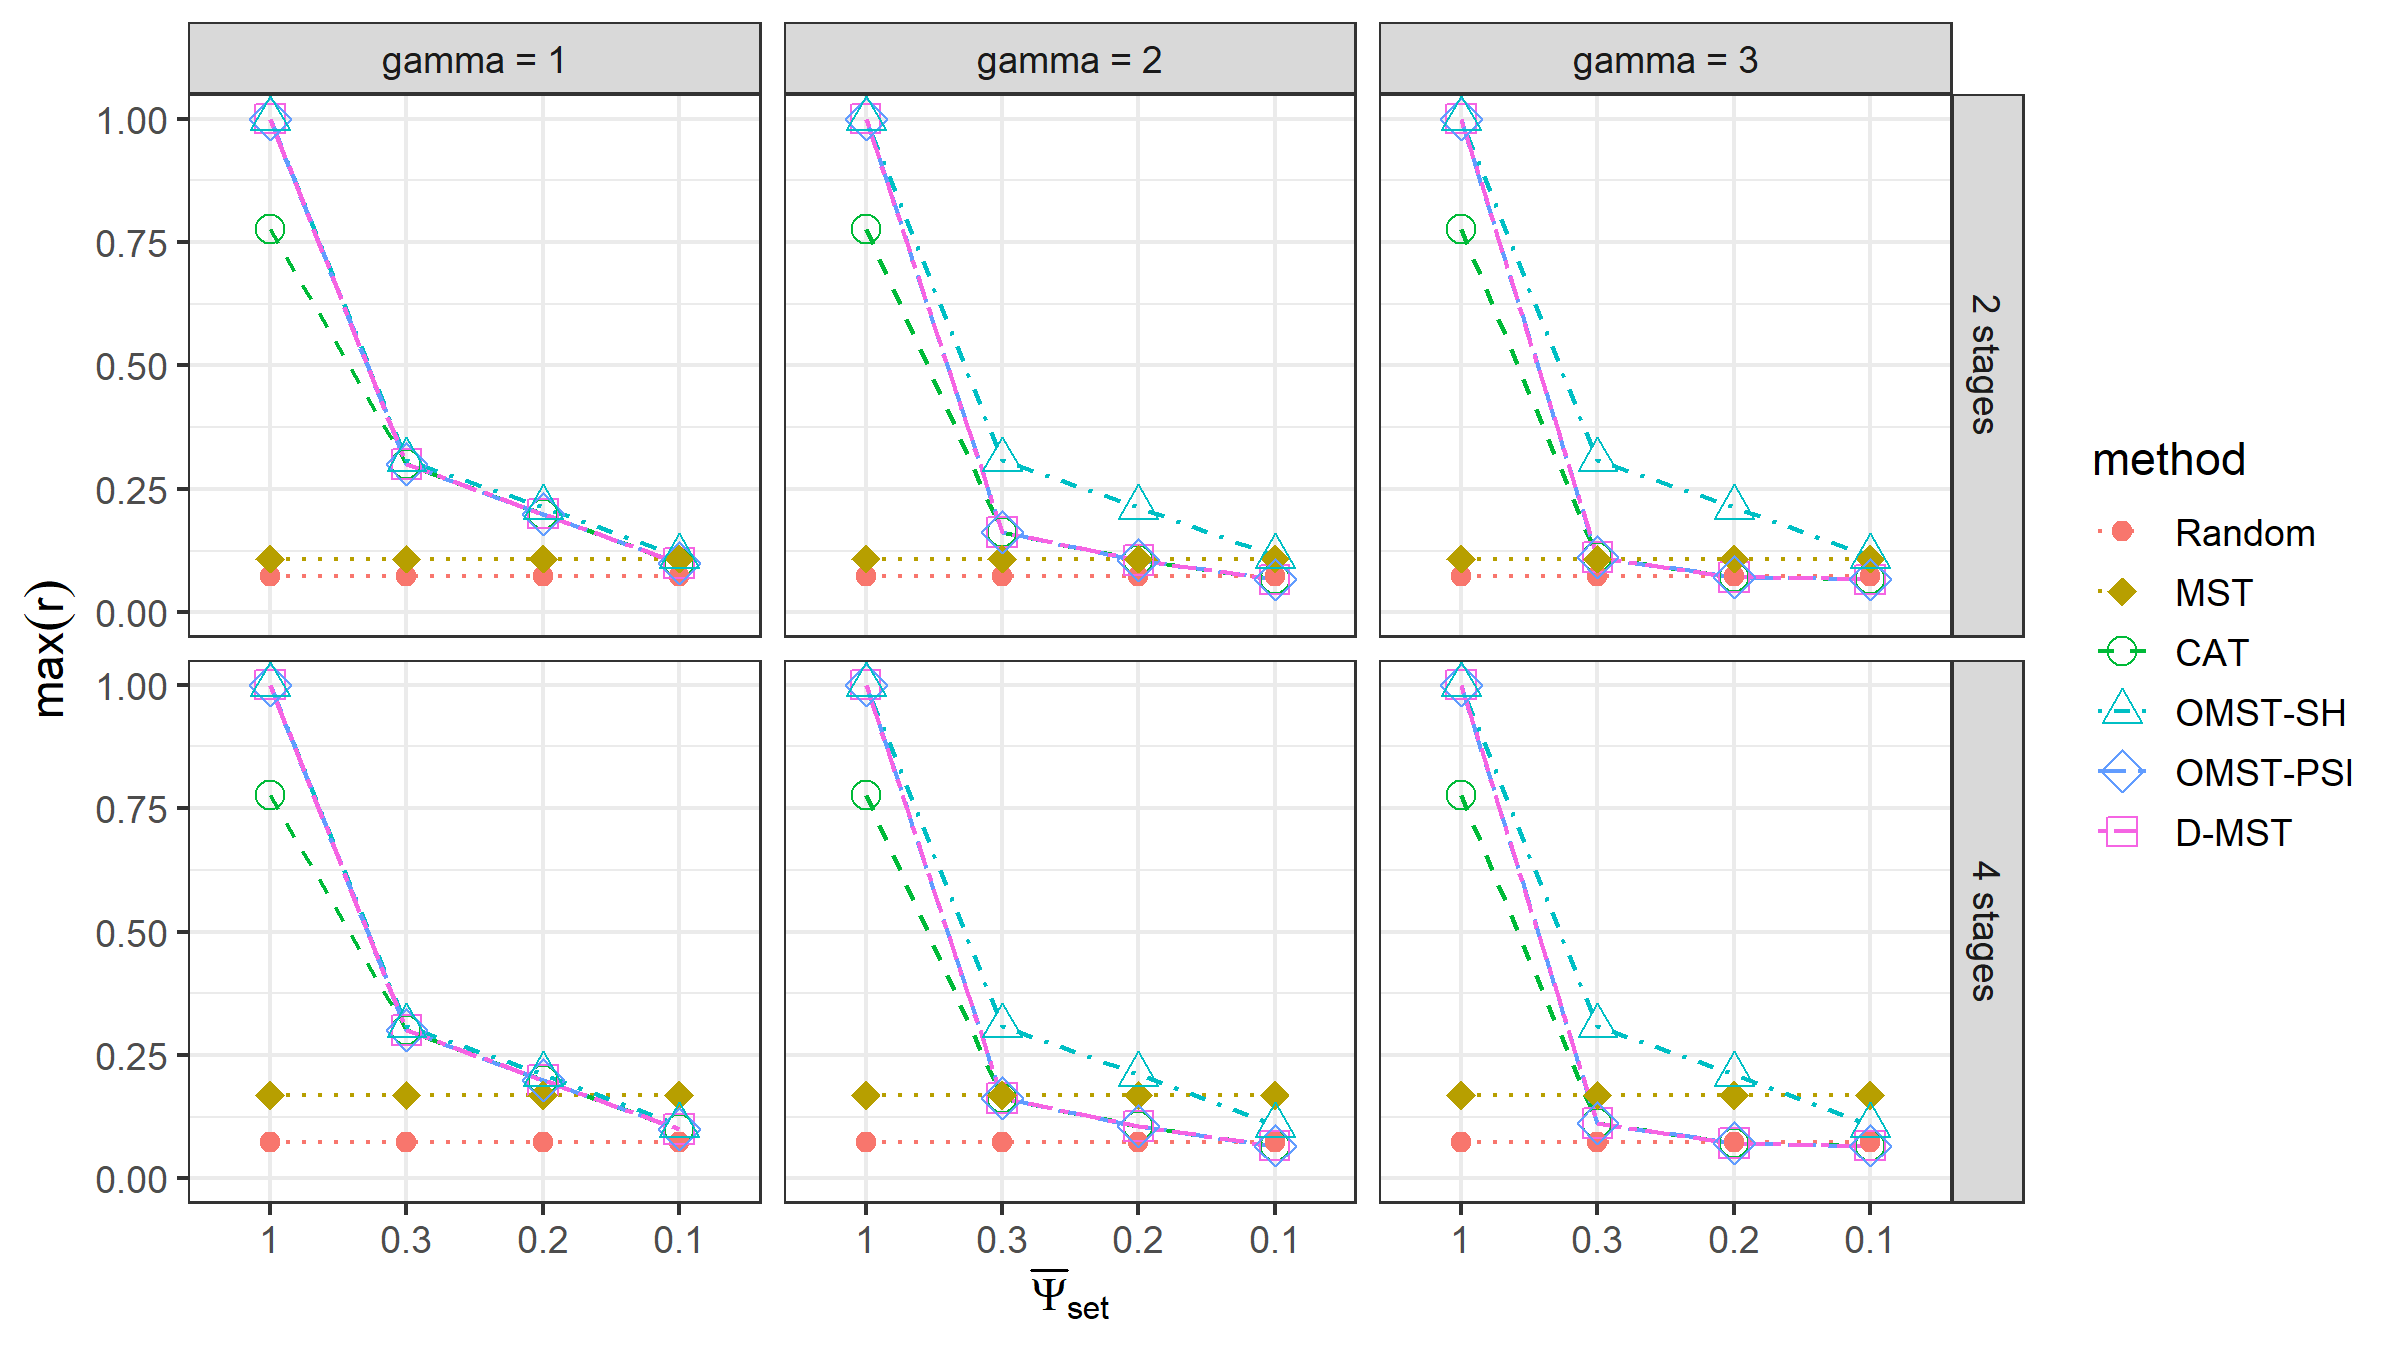 gamma = 1
gamma = 2
gamma = 3
1.00
0.75
0.50
0.25
0.00
2 stages
1.00
0.75
0.50
0.25
0.00
4 stages
max(r)
1 0.3 0.2 0.1
1 0.3 0.2 0.1
1 0.3 0.2 0.1
Ψ̅set
method
Random
MST
CAT
OMST-SH
OMST-PSI
D-MST